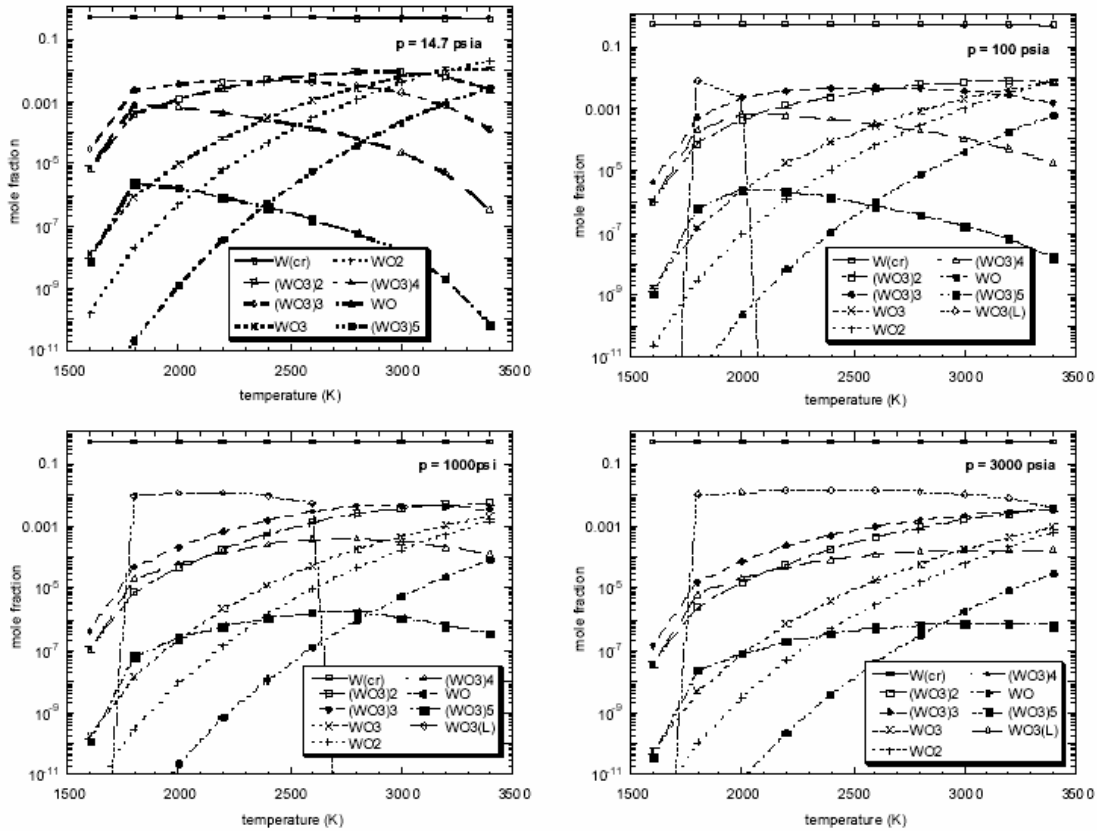 p = 14.7 psia
0.1
0.001
10-5
10-7
10-9
10-11
mole fraction
W(cr) WO2
(WO3)2 (WO3)4
(WO3)3 WO
WO3 (WO3)5
1500 2000 2500 3000 3500
temperature (K)
p = 100 psia
0.1
0.001
10-5
10-7
10-9
10-11
mole fraction
W(cr) (WO3)4
(WO3)2 WO
(WO3)3 (WO3)5
WO3 WO3(L)
WO2
1500 2000 2500 3000 350 0
temperature (K)
p = 1000psi
0.1
0.001
10-5
10-7
10-9
10-11
mole fraction
W(cr) (WO3)4
(WO3)2 WO
(WO3)3 (WO3)5
WO3 WO3(L)
WO2
1500 2000 2500 3000 350 0
temperature (K)
p = 3000 psia
0.1
0.001
10-5
10-7
10-9
10-11
mole fraction
W(cr) (WO3)4
(WO3)2 WO
(WO3)3 (WO3)5
WO3 WO3(L)
WO2
1500 2000 2500 3000 350 0
temperature (K)